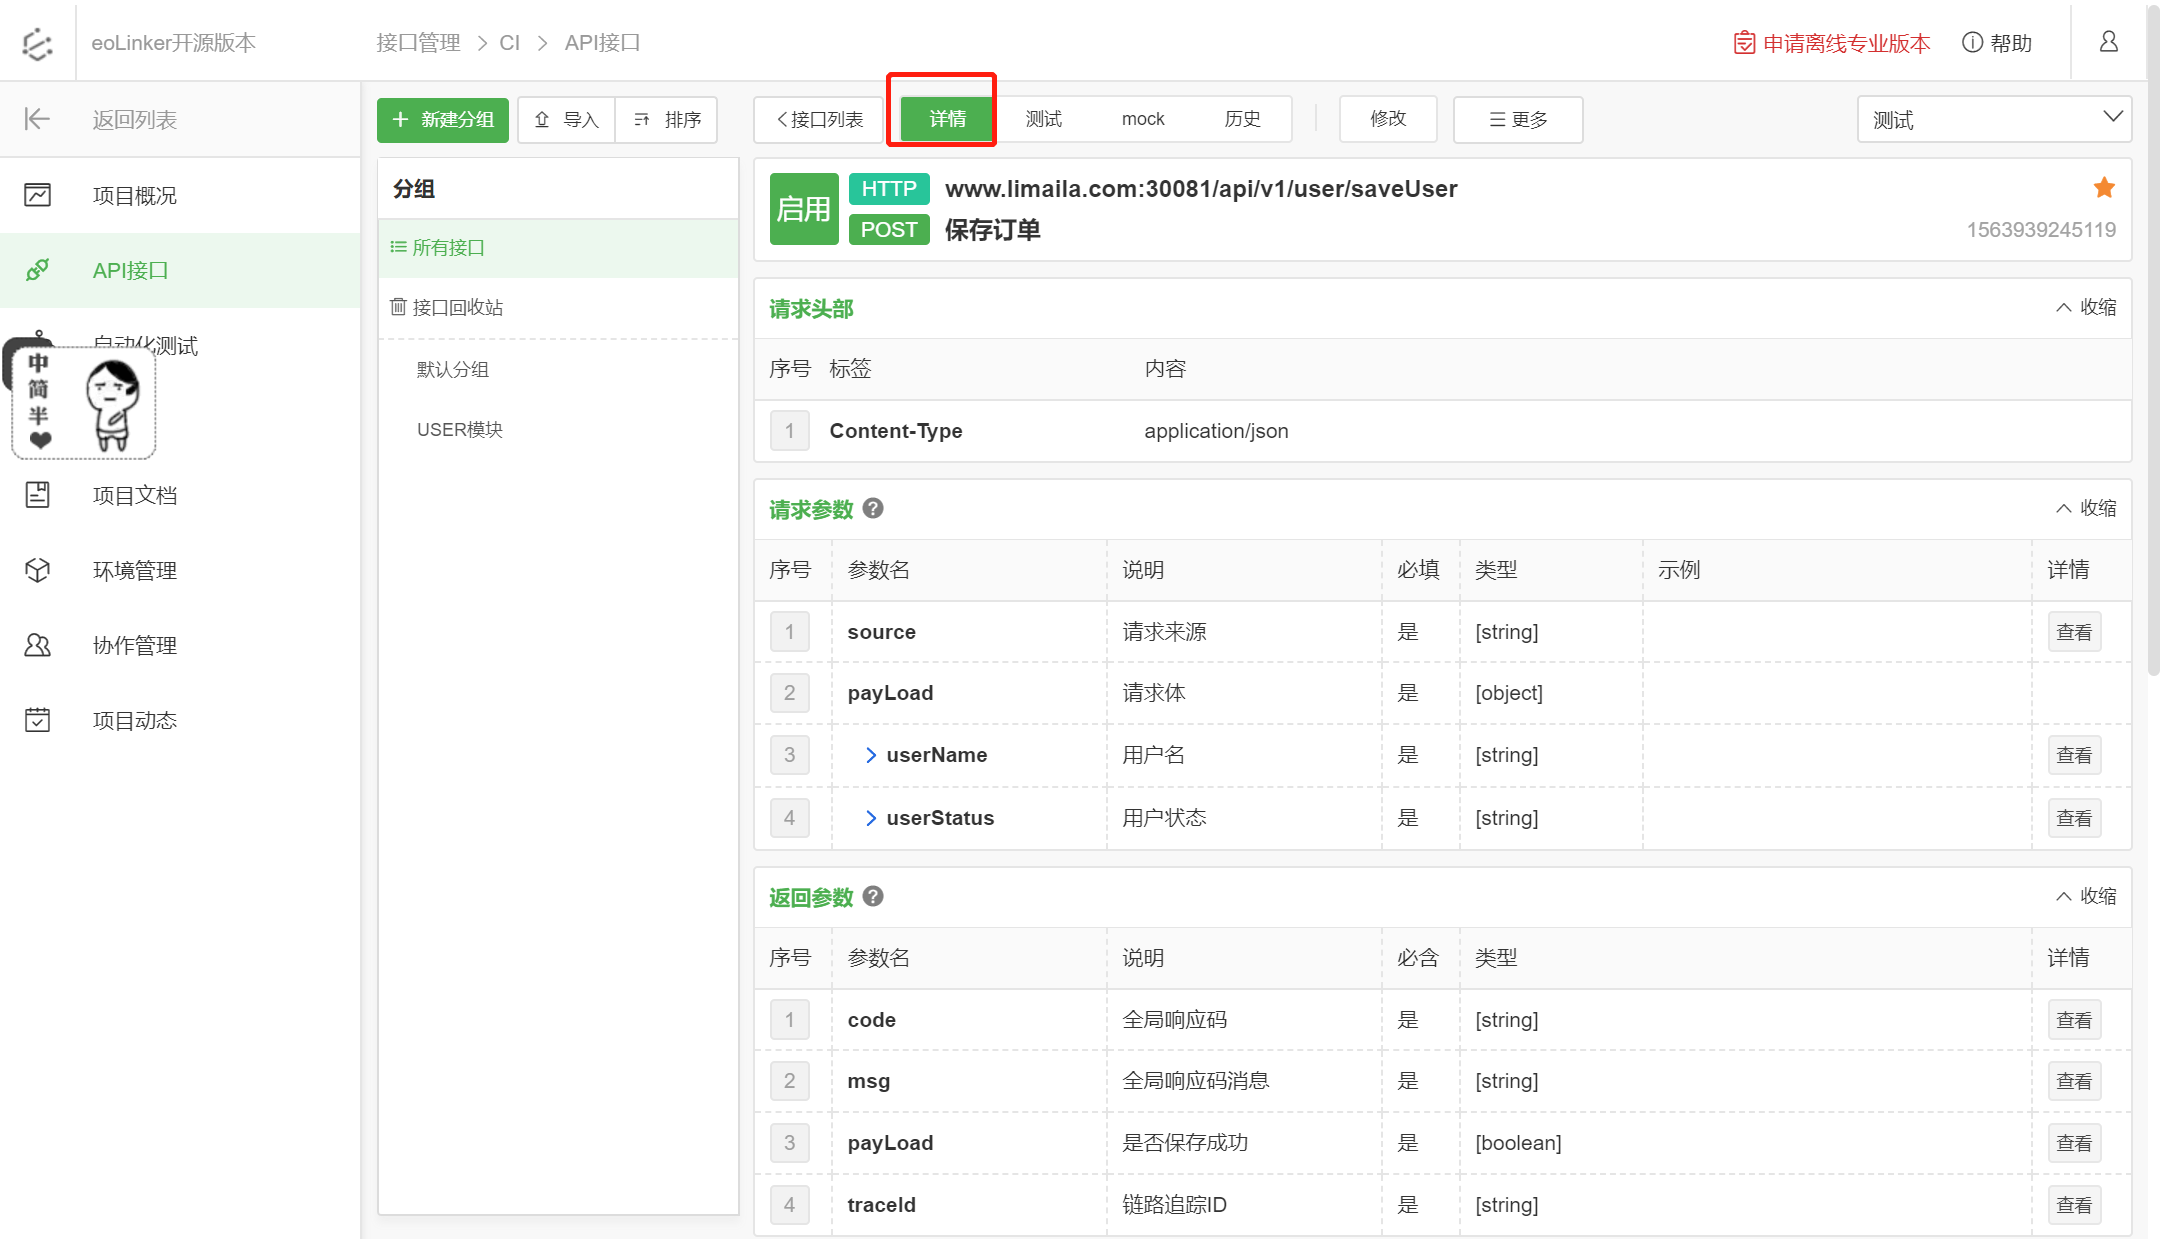 eoLinker开源版本
接口管理 > CI > API接口
申请离线专业版本
帮助
返回列表
新建分组
导入
排序
<接口列表
详情
测试
mock
历史
修改
更多
测试
项目概况
API接口
自动化测试
中
简
半
项目文档
环境管理
协作管理
项目动态
分组
所有接口
接口回收站
默认分组
USER模块
启用
HTTP www.limaila.com:30081/api/v1/user/saveUser
POST 保存订单
1563939245119
请求头部 收缩
序号 标签 内容
1 Content-Type application/json
请求参数 ? 收缩
序号 参数名 说明 必填 类型 示例 详情
1 source 请求来源 是 [string] 查看
2 payLoad 请求体 是 [object]
3 > userName 用户名 是 [string] 查看
4 > userStatus 用户状态 是 [string] 查看
返回参数 ? 收缩
序号 参数名 说明 必含 类型 详情
1 code 全局响应码 是 [string] 查看
2 msg 全局响应码消息 是 [string] 查看
3 payLoad 是否保存成功 是 [boolean] 查看
4 traceId 链路追踪ID 是 [string] 查看